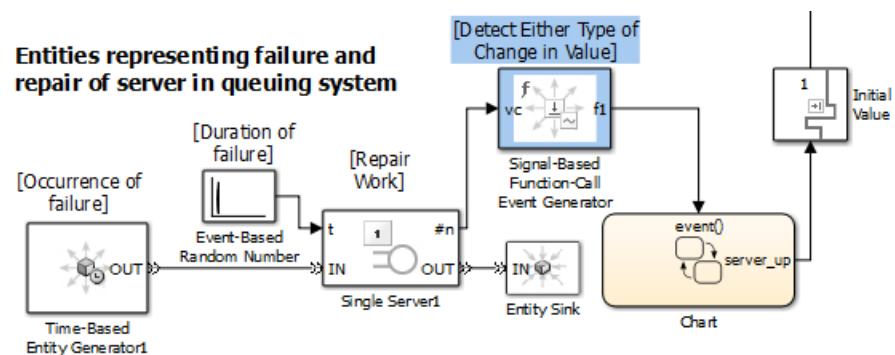 Entities representing failure and
repair of server in queuing system
[Detect Either Type of
Change in Value]
vc
f1
Signal-Based
Function-Call
Event Generator
1
Initial
Value
[Duration of
failure]
Event-Based
Random Number
[Repair
Work]
t
1
#n
IN
OUT
Single Server1
[Occurrence of
failure]
OUT
Time-Based
Entity Generator1
IN
Entity Sink
event()
server_up
Chart